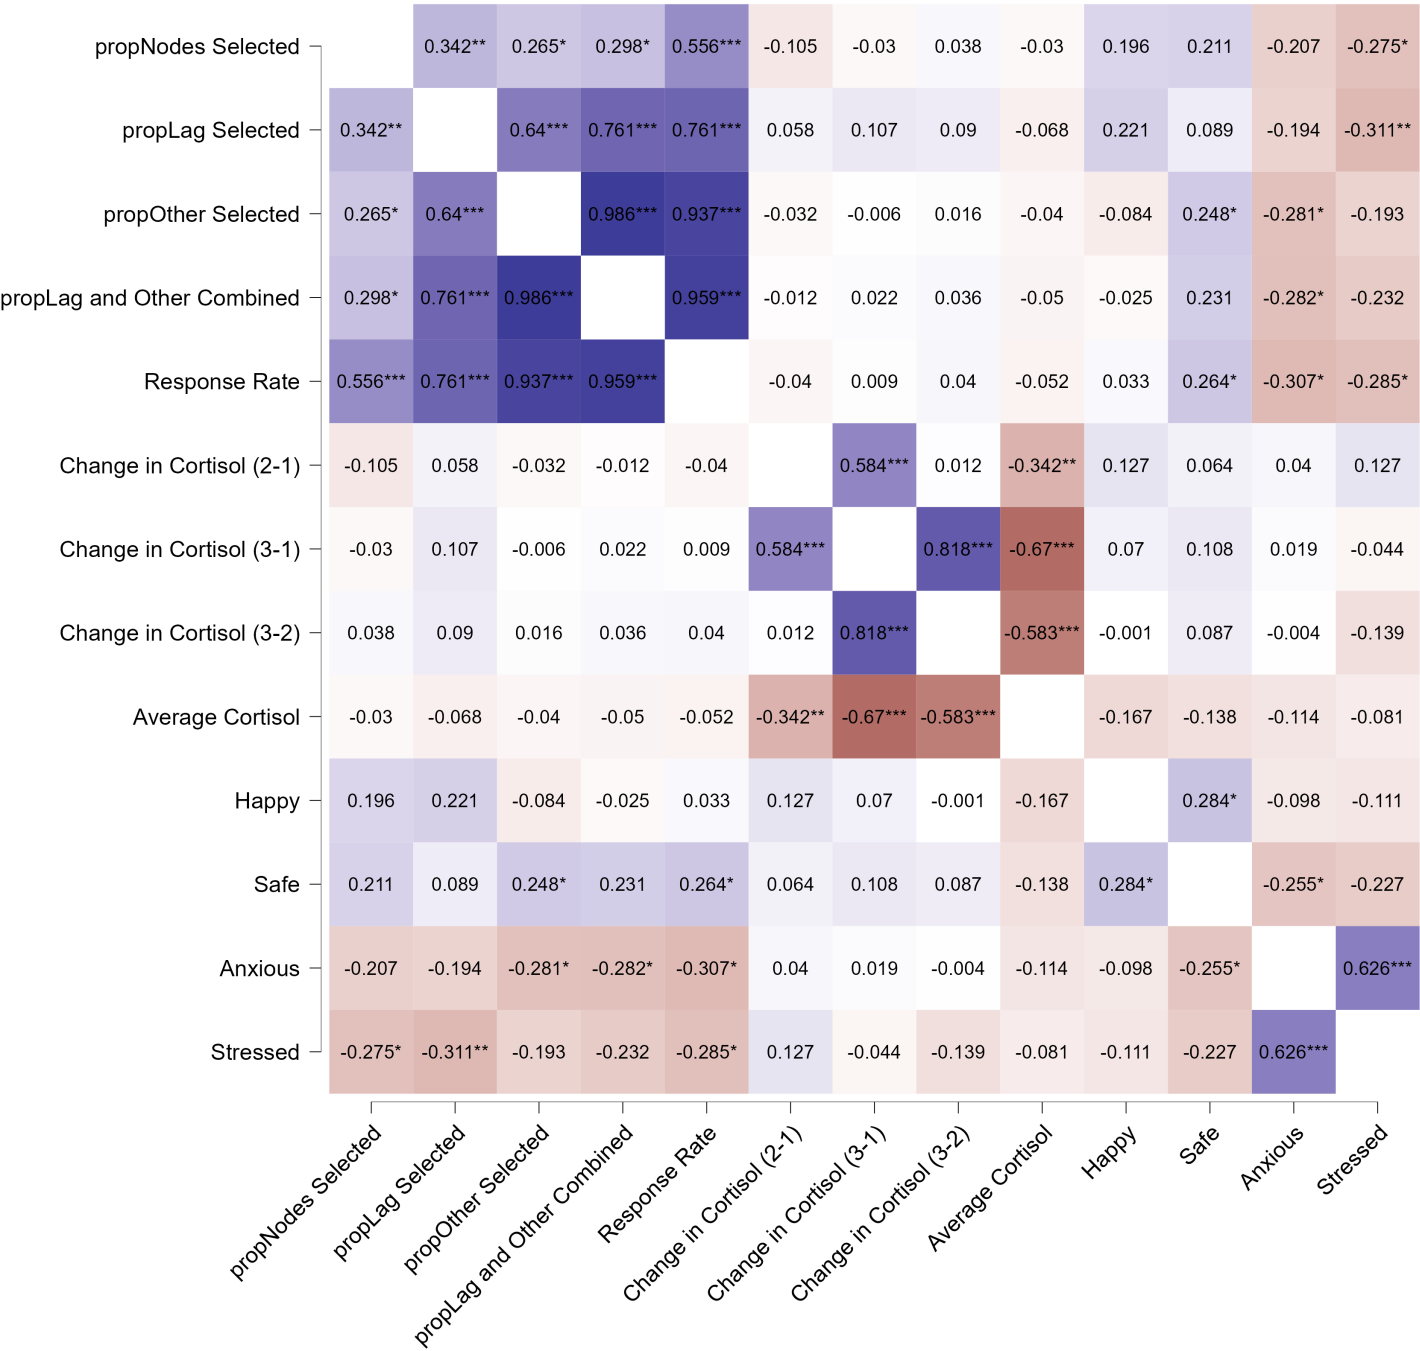 propNodes Selected 0.342** 0.265* 0.298* 0.556*** -0.105 -0.03 0.038 -0.03 0.196 0.211 -0.207 -0.275*
propLag Selected 0.342** 0.64*** 0.761*** 0.761*** 0.058 0.107 0.09 -0.068 0.221 0.089 -0.194 -0.311**
propOther Selected 0.265* 0.64*** 0.986*** 0.937*** -0.032 -0.006 0.016 -0.04 -0.084 0.248* -0.281* -0.193
propLag and Other Combined 0.298* 0.761*** 0.986*** 0.959*** -0.012 0.022 0.036 -0.05 -0.025 0.231 -0.282* -0.232
Response Rate 0.556*** 0.761*** 0.937*** 0.959*** -0.04 0.009 0.04 -0.052 0.033 0.264* -0.307* -0.285*
Change in Cortisol (2-1) -0.105 0.058 -0.032 -0.012 -0.04 0.584*** 0.012 -0.342** 0.127 0.064 0.04 0.127
Change in Cortisol (3-1) -0.03 0.107 -0.006 0.022 0.009 0.584*** 0.818*** -0.67*** 0.07 0.108 0.019 -0.044
Change in Cortisol (3-2) 0.038 0.09 0.016 0.036 0.04 0.012 0.818*** -0.583*** -0.001 0.087 -0.004 -0.139
Average Cortisol -0.03 -0.068 -0.04 -0.05 -0.052 -0.342** -0.67*** -0.583*** -0.167 -0.138 -0.114 -0.081
Happy 0.196 0.221 -0.084 -0.025 0.033 0.127 0.07 -0.001 -0.167 0.284* -0.098 -0.111
Safe 0.211 0.089 0.248* 0.231 0.264* 0.064 0.108 0.087 -0.138 0.284* -0.255* -0.227
Anxious -0.207 -0.194 -0.281* -0.282* -0.307* 0.04 0.019 -0.004 -0.114 -0.098 -0.255* 0.626***
Stressed -0.275* -0.311** -0.193 -0.232 -0.285* 0.127 -0.044 -0.139 -0.081 -0.111 -0.227 0.626***
propNodes Selected
propLag Selected
propOther Selected
propLag and Other Combined
Response Rate
Change in Cortisol (2-1)
Change in Cortisol (3-1)
Change in Cortisol (3-2)
Average Cortisol
Happy
Safe
Anxious
Stressed